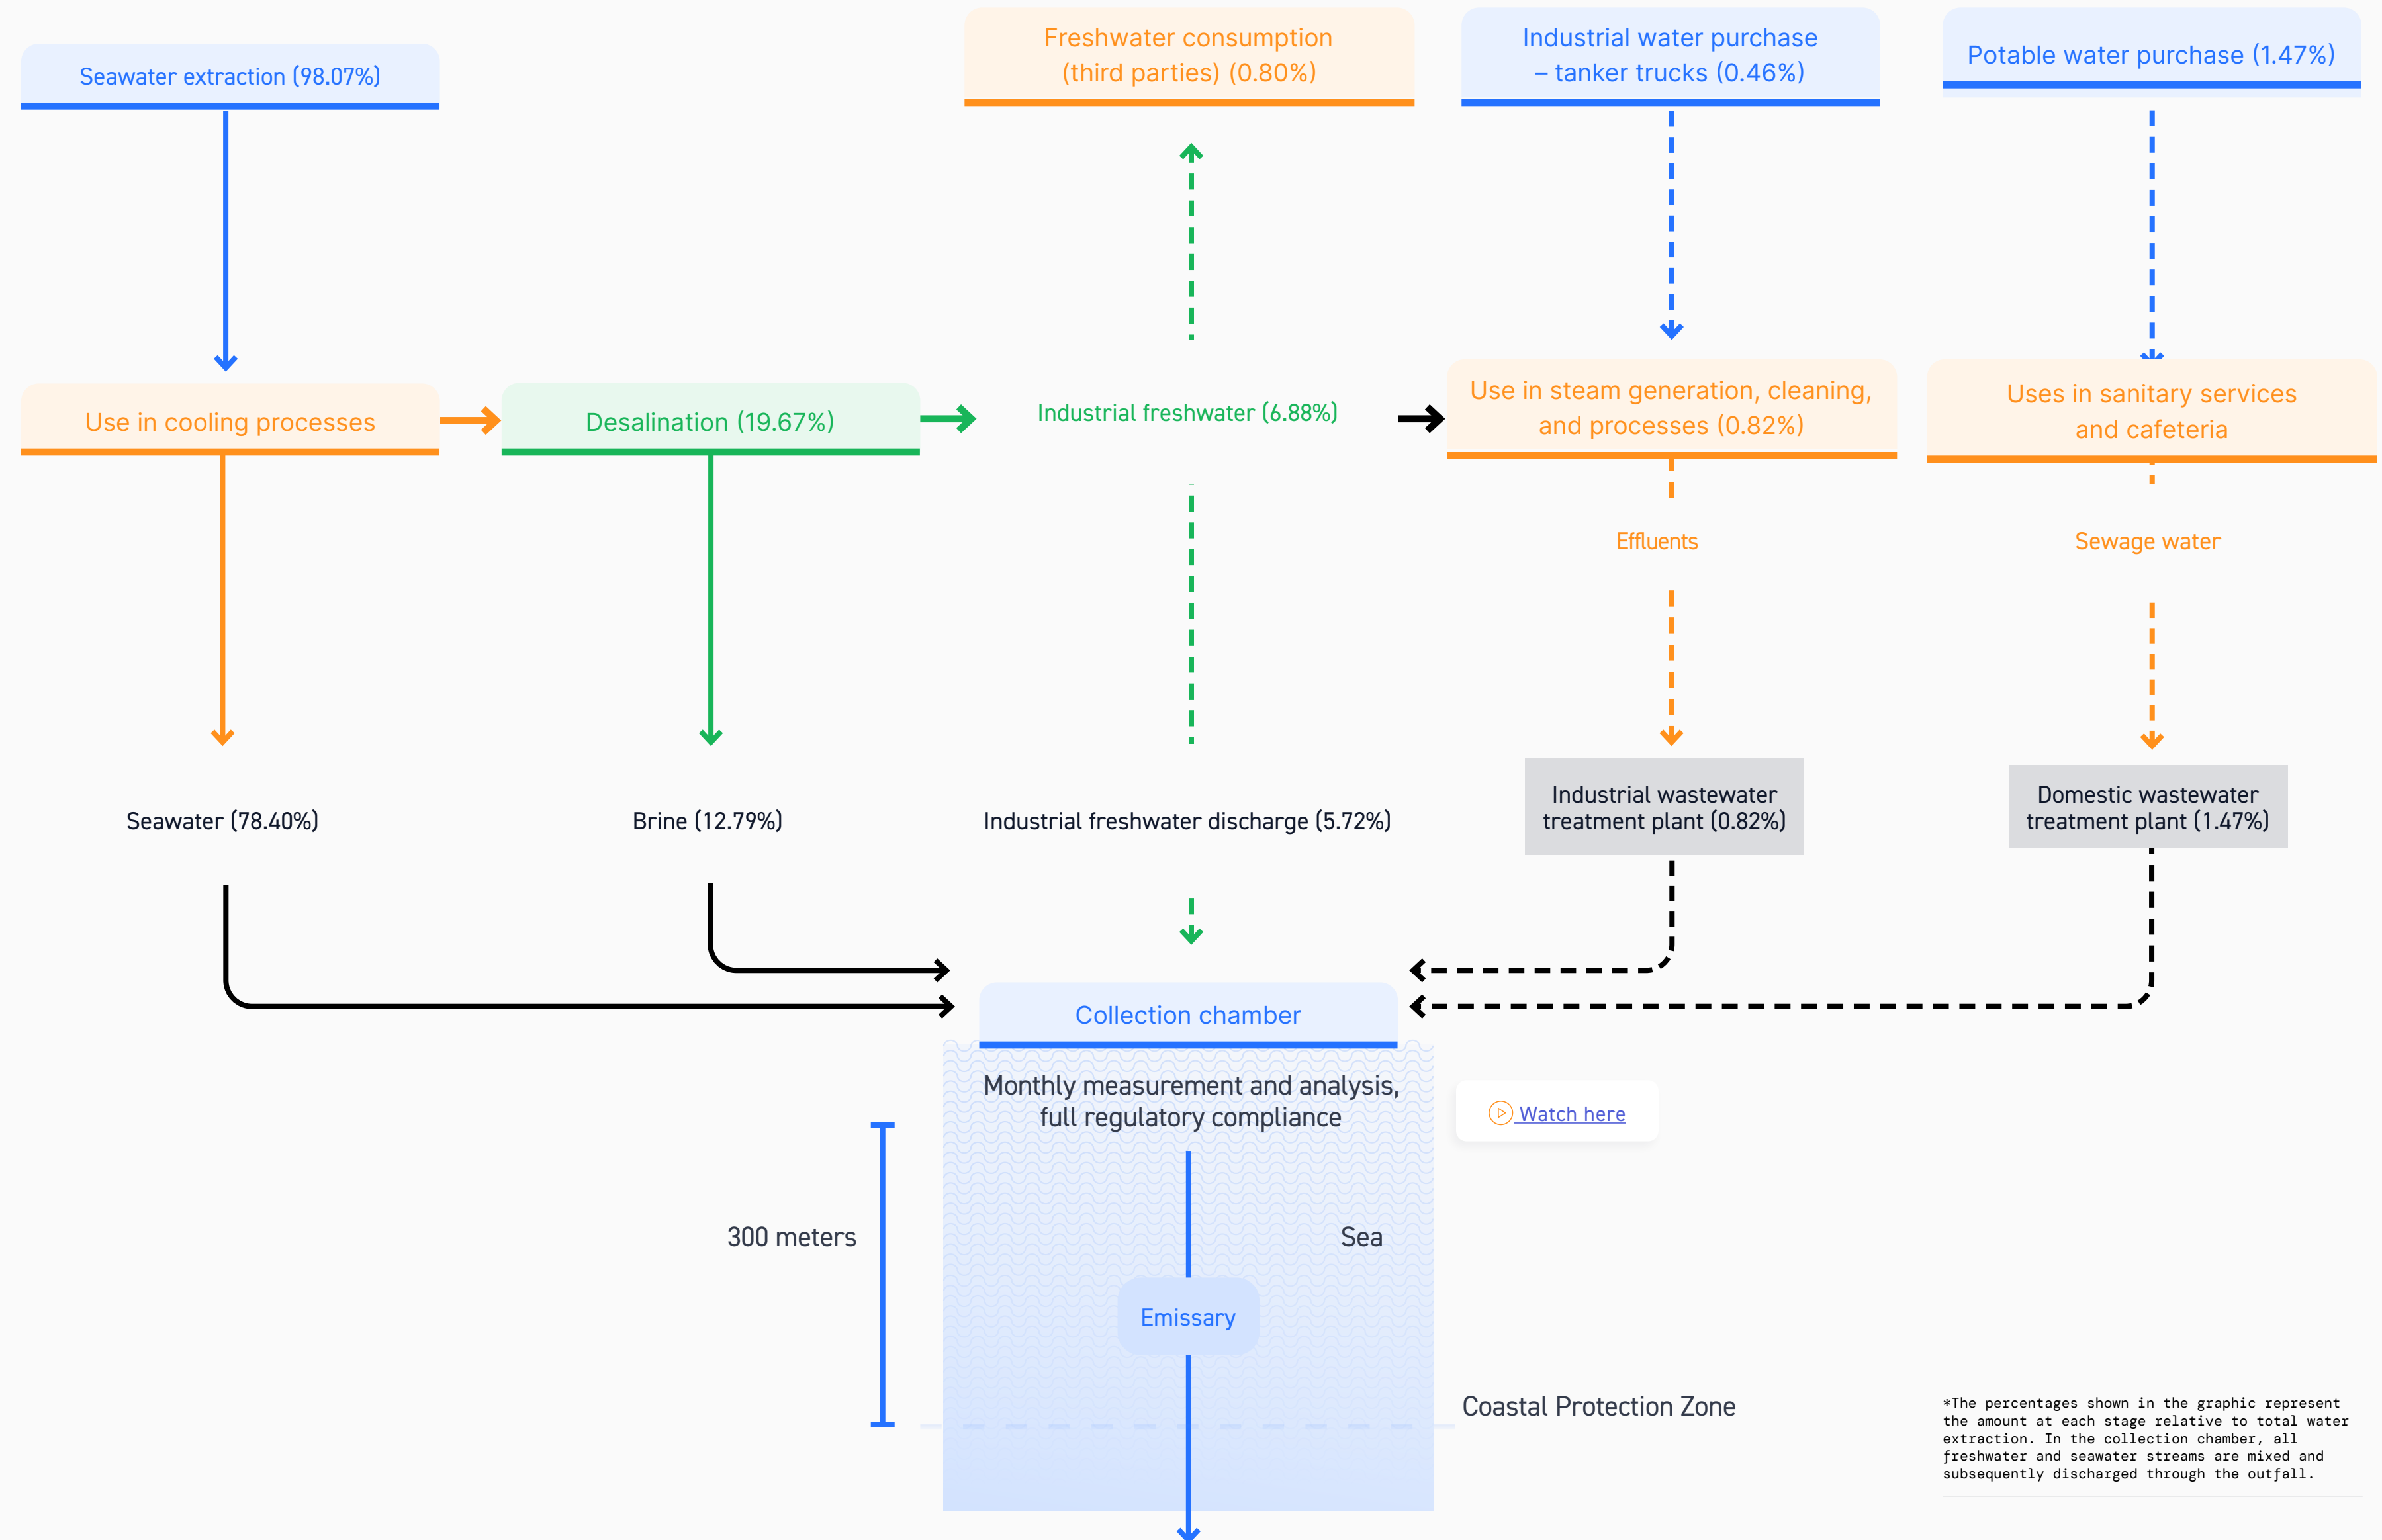 Freshwater consumption
(third parties) (0.80%)
Industrial water purchase
– tanker trucks (0.46%)
Potable water purchase (1.47%)
Seawater extraction (98.07%)
Use in cooling processes
Desalination (19.67%)
Industrial freshwater (6.88%)
Use in steam generation, cleaning,
and processes (0.82%)
Uses in sanitary services
and cafeteria
Effluents
Sewage water
Seawater (78.40%)
Brine (12.79%)
Industrial freshwater discharge (5.72%)
Industrial wastewater
treatment plant (0.82%)
Domestic wastewater
treatment plant (1.47%)
Collection chamber
Monthly measurement and analysis,
full regulatory compliance
Watch here
300 meters
Sea
Emissary
Coastal Protection Zone
*The percentages shown in the graphic represent
the amount at each stage relative to total water
extraction. In the collection chamber, all
freshwater and seawater streams are mixed and
subsequently discharged through the outfall.